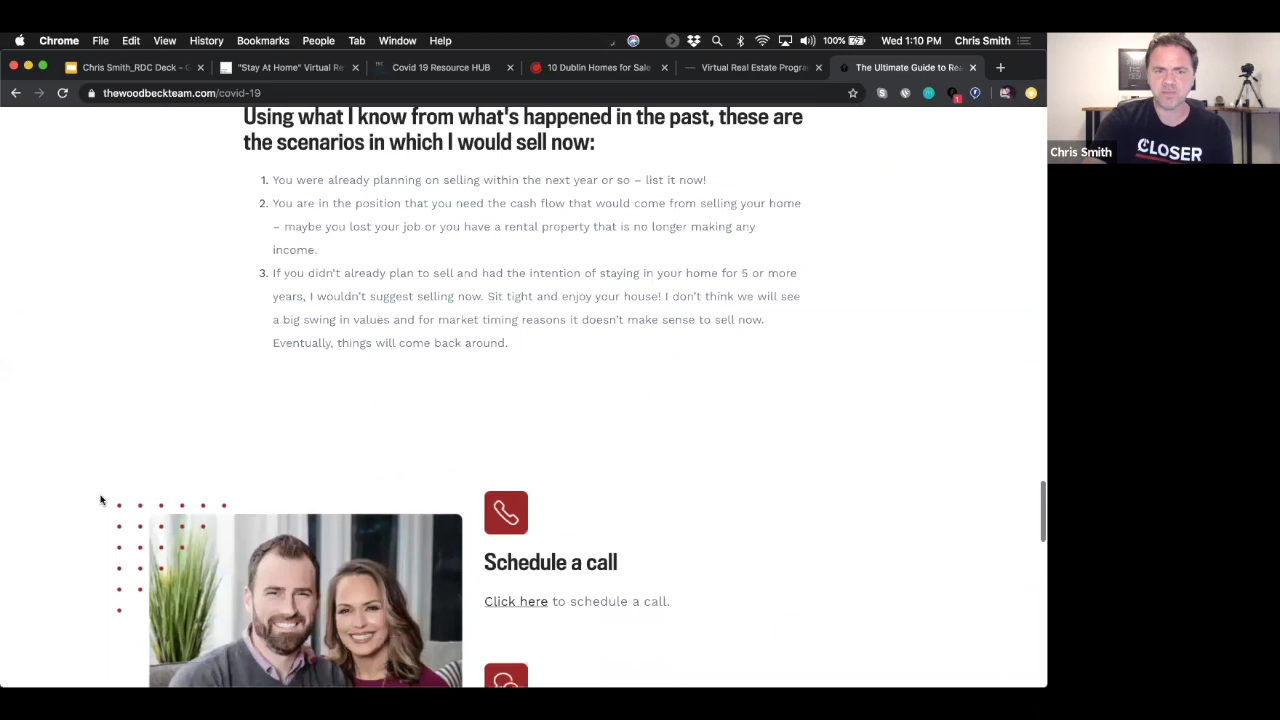 Chrome File Edit View History Bookmarks People Tab Window Help 100% Wed 1:10 PM Chris Smith
Chris Smith_RDC Deck - G "Stay At Home" Virtual Re Covid 19 Resource HUB 10 Dublin Homes for Sale Virtual Real Estate Progra The Ultimate Guide to Rea
thewoodbeckteam.com/covid-19
Using what I know from what's happened in the past, these are
the scenarios in which I would sell now:
1. You were already planning on selling within the next year or so – list it now!
2. You are in the position that you need the cash flow that would come from selling your home
– maybe you lost your job or you have a rental property that is no longer making any
income.
3. If you didn't already plan to sell and had the intention of staying in your home for 5 or more
years, I wouldn't suggest selling now. Sit tight and enjoy your house! I don't think we will see
a big swing in values and for market timing reasons it doesn't make sense to sell now.
Eventually, things will come back around.
Schedule a call
Click here to schedule a call.
CLOSER
Chris Smith